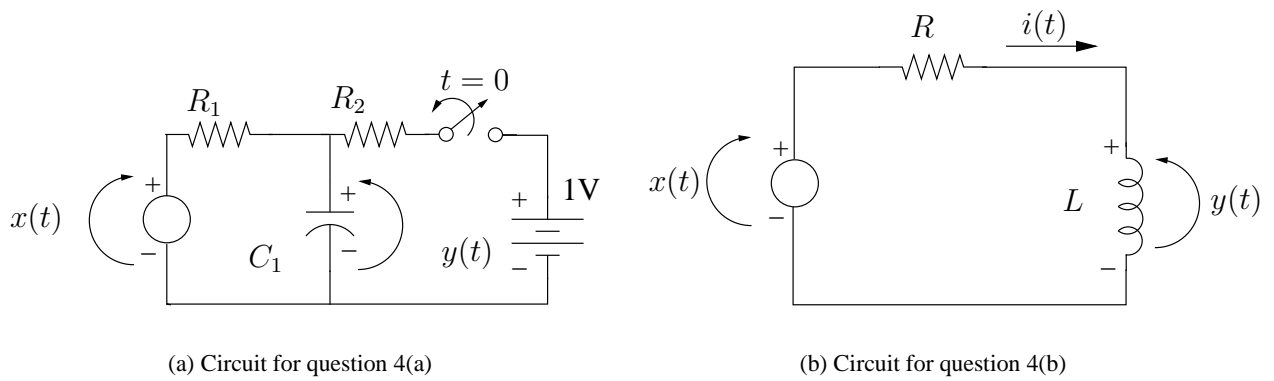 R₁
R₂
t = 0
x(t)
+
−
C₁
+
−
y(t)
+
−
1V
(a) Circuit for question 4(a)
R
i(t)
x(t)
+
−
L
+
−
y(t)
(b) Circuit for question 4(b)